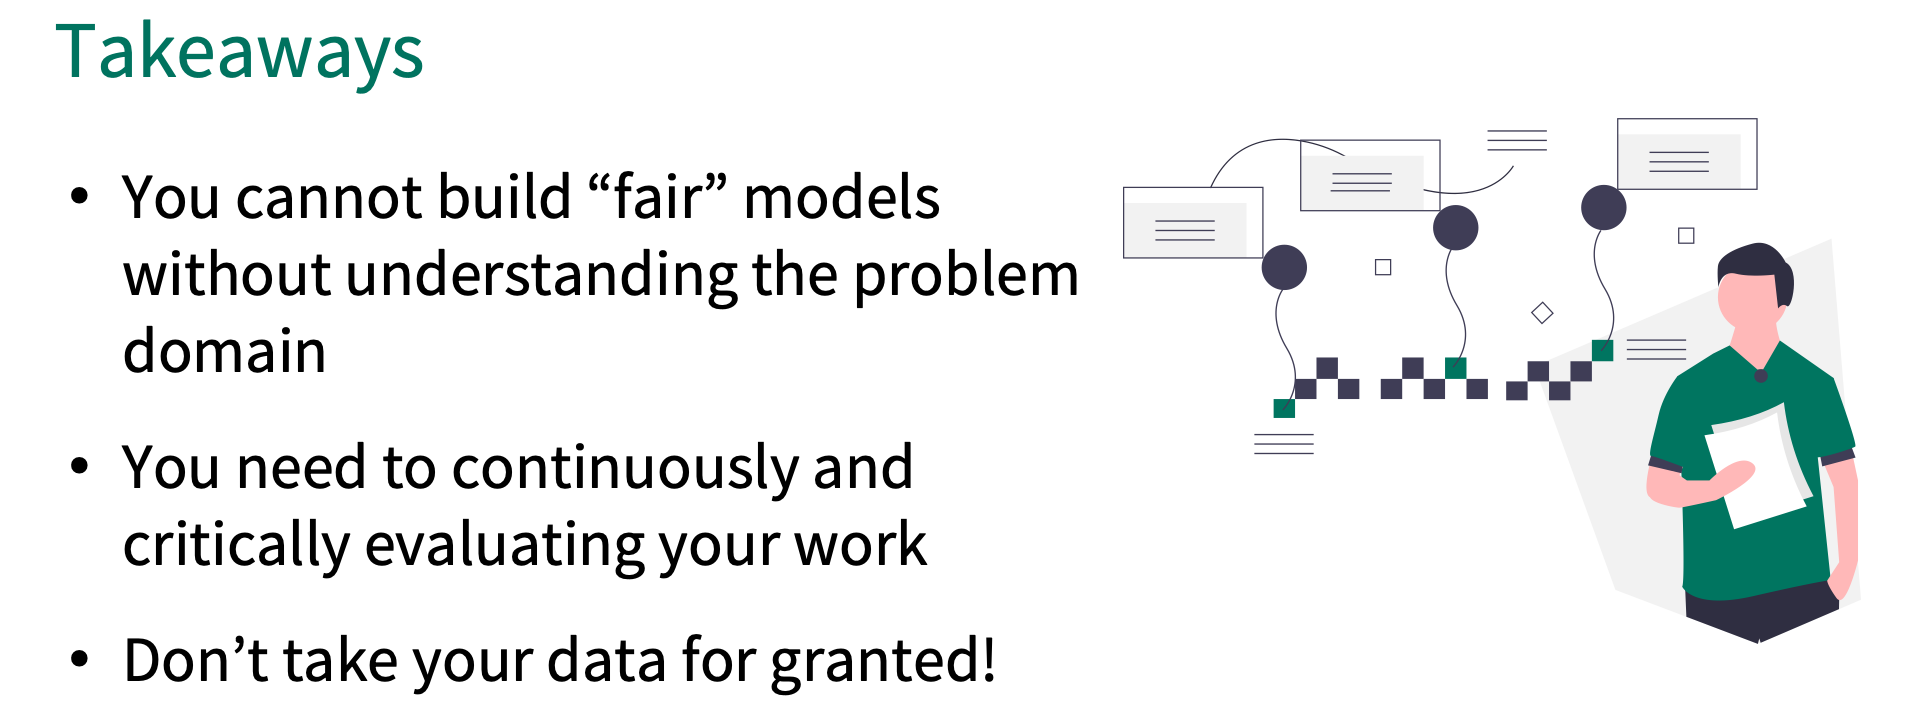 Takeaways
• You cannot build “fair” models
without understanding the problem
domain
• You need to continuously and
critically evaluating your work
• Don’t take your data for granted!